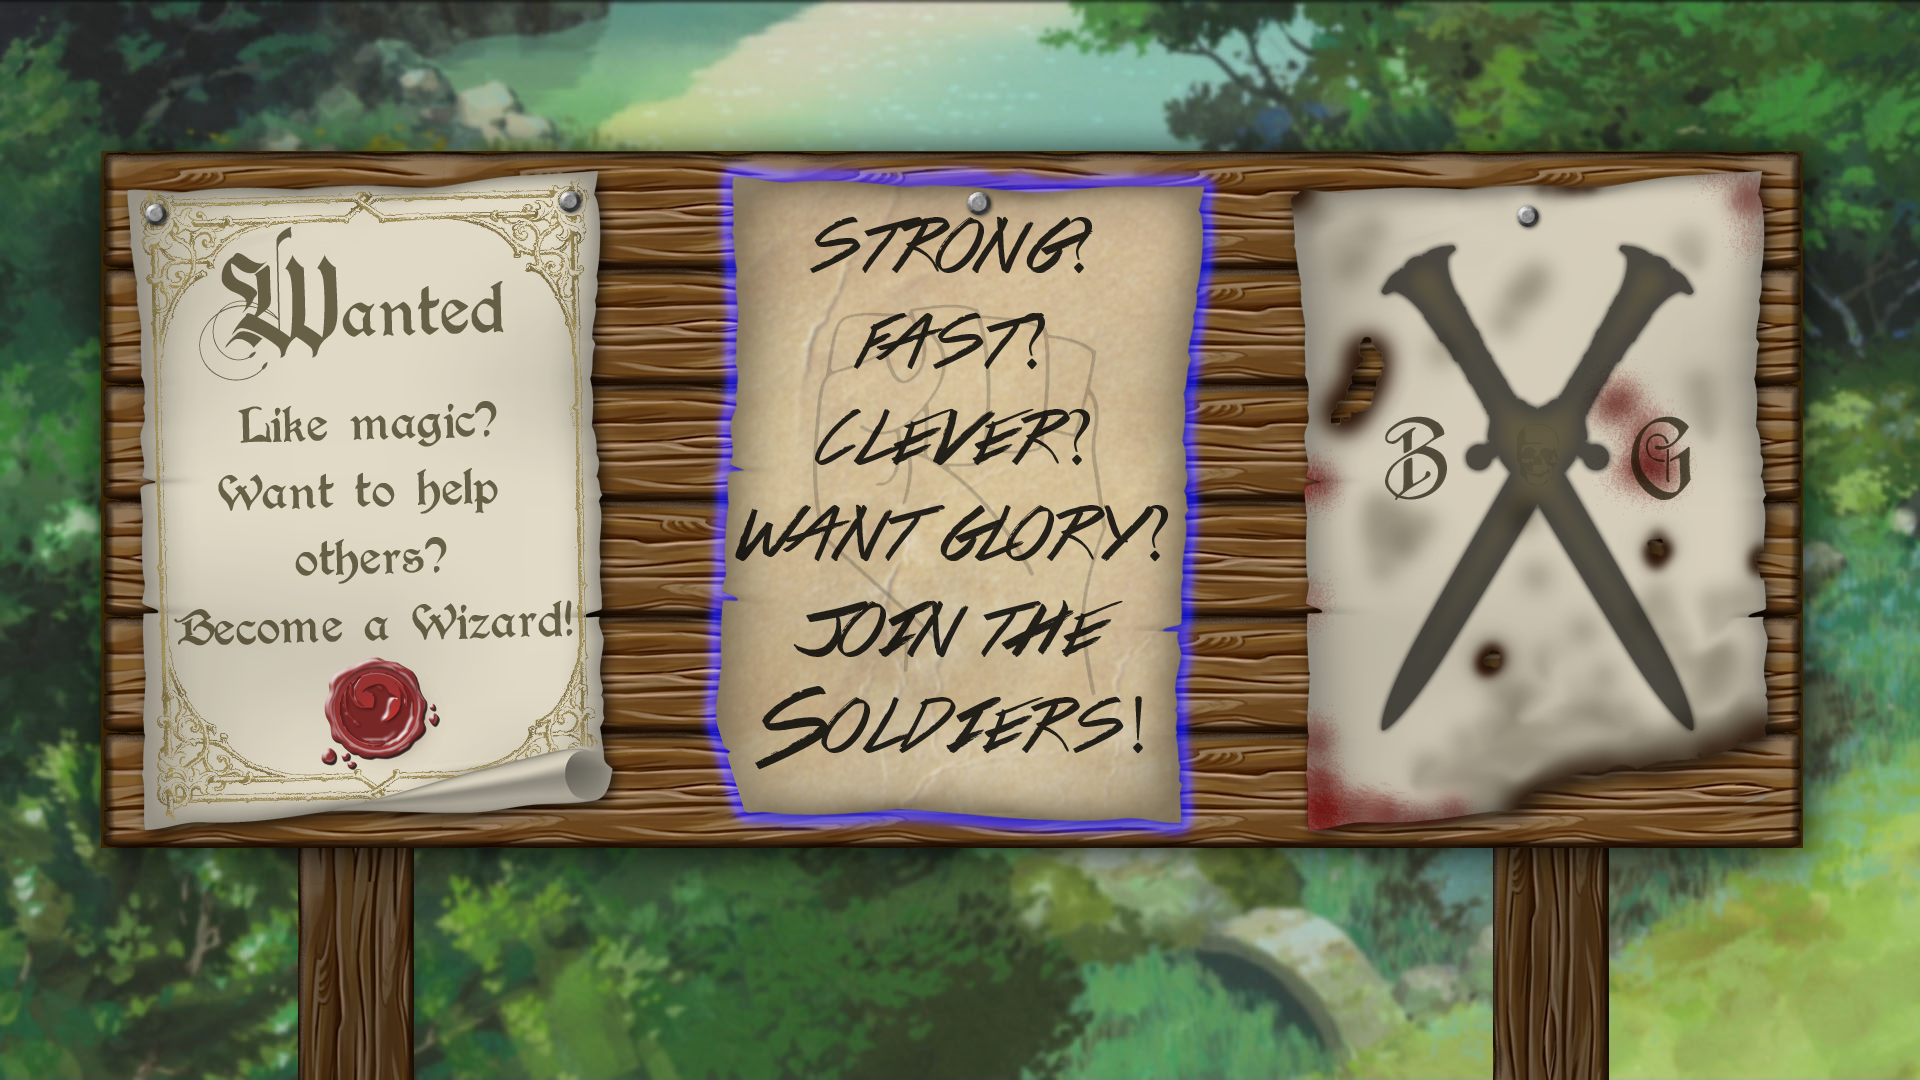 Wanted
Like magic?
Want to help
others?
Become a Wizard!
STRONG?
FAST?
CLEVER?
WANT GLORY?
JOIN THE
SOLDIERS!
B G